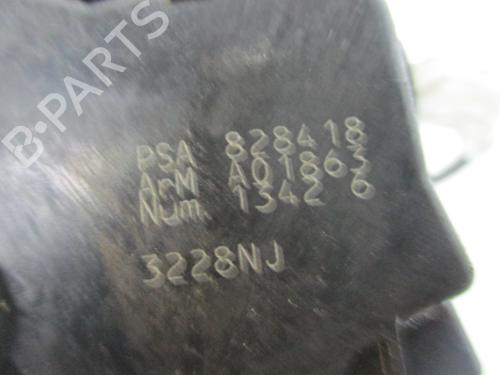 B-PARTS
PSA 828418
ArM A01863
Num. 1342 6
3228NJ